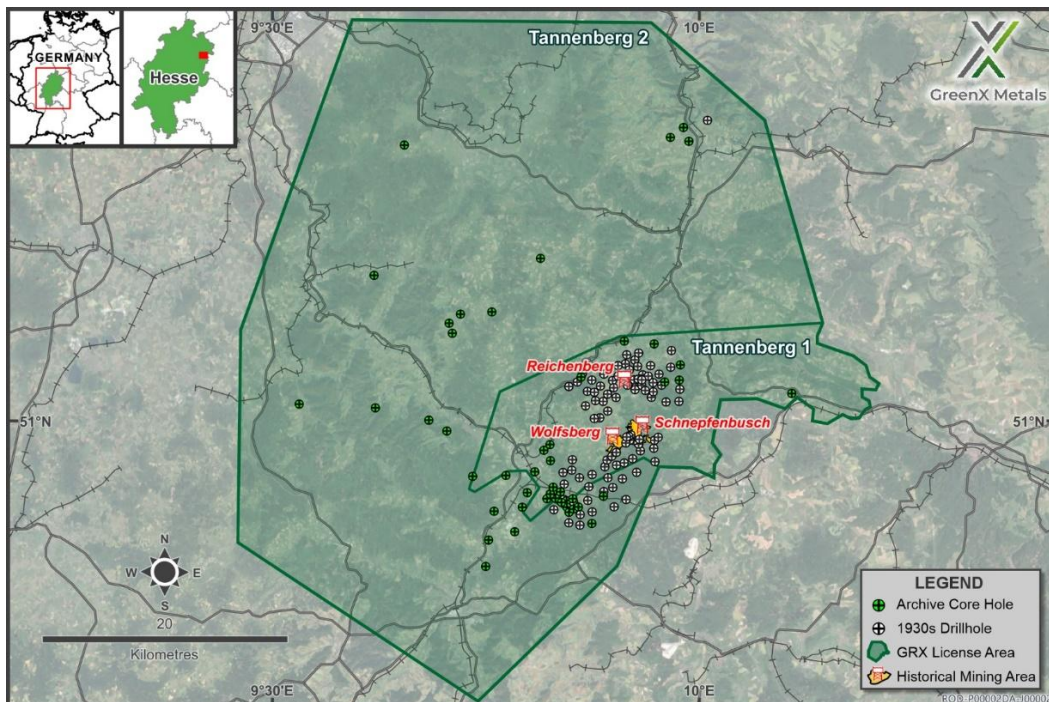 9°30'E
10°E
GERMANY
Hesse
Tannenberg 2
GreenX Metals
Tannenberg 1
Reichenberg
51°N
51°N
Schnepfenbusch
Wolfsberg
N
W
E
S
20
Kilometres
LEGEND
Archive Core Hole
1930s Drillhole
GRX License Area
Historical Mining Area
9°30'E
10°E